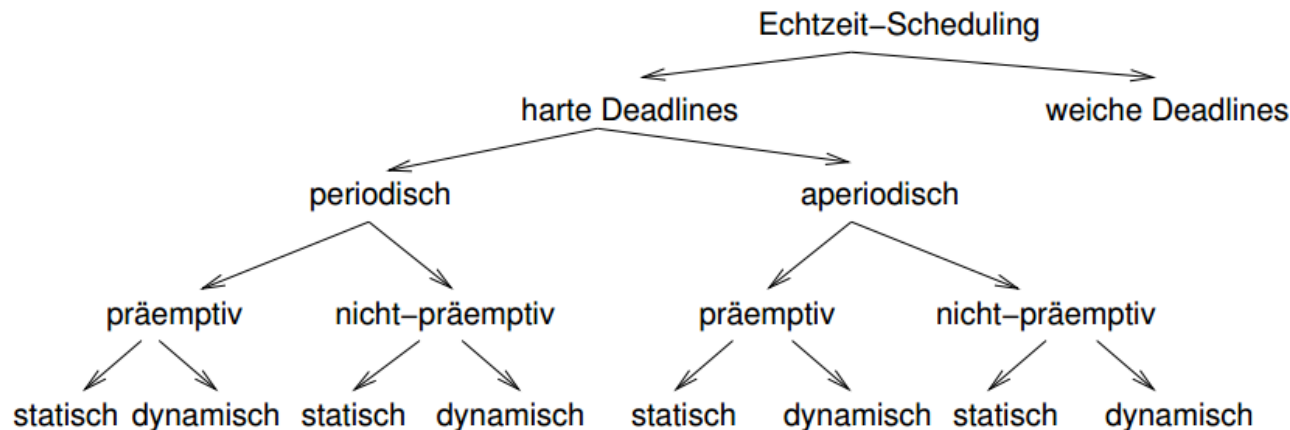 Echtzeit–Scheduling
harte Deadlines weiche Deadlines
periodisch aperiodisch
präemptiv nicht–präemptiv präemptiv nicht–präemptiv
statisch dynamisch statisch dynamisch statisch dynamisch statisch dynamisch